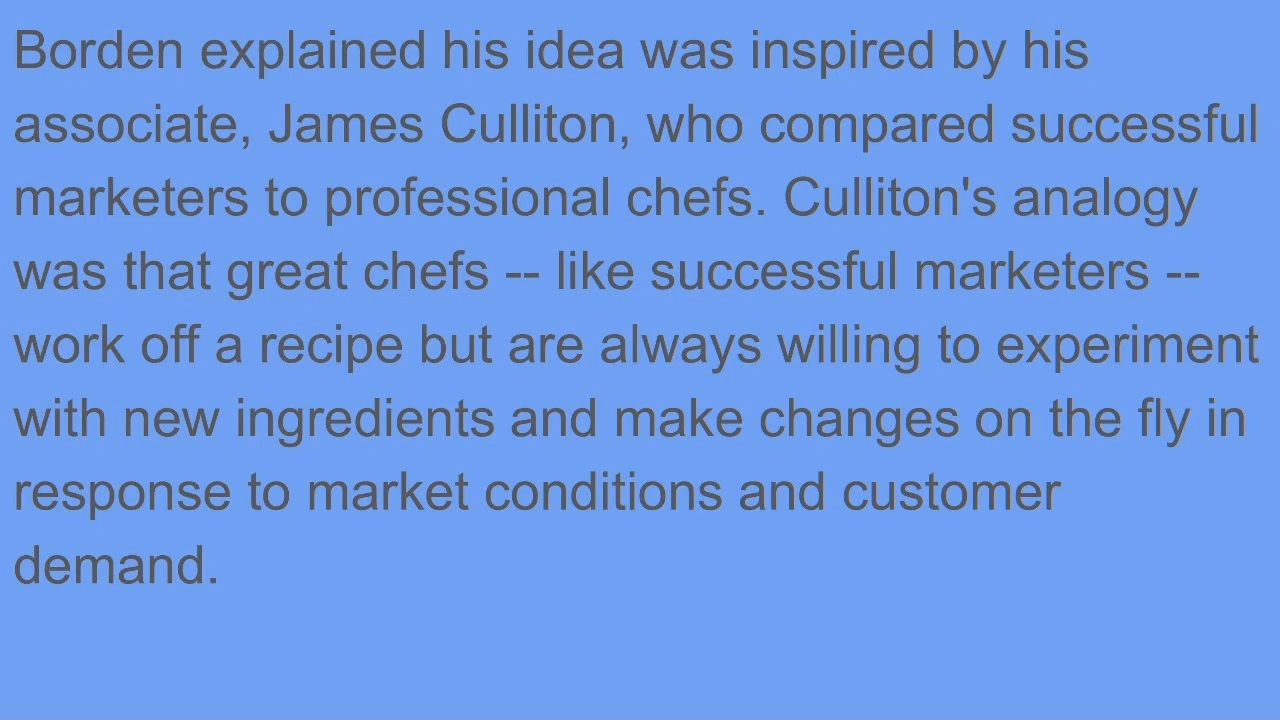 Borden explained his idea was inspired by his
associate, James Culliton, who compared successful
marketers to professional chefs. Culliton's analogy
was that great chefs -- like successful marketers --
work off a recipe but are always willing to experiment
with new ingredients and make changes on the fly in
response to market conditions and customer
demand.